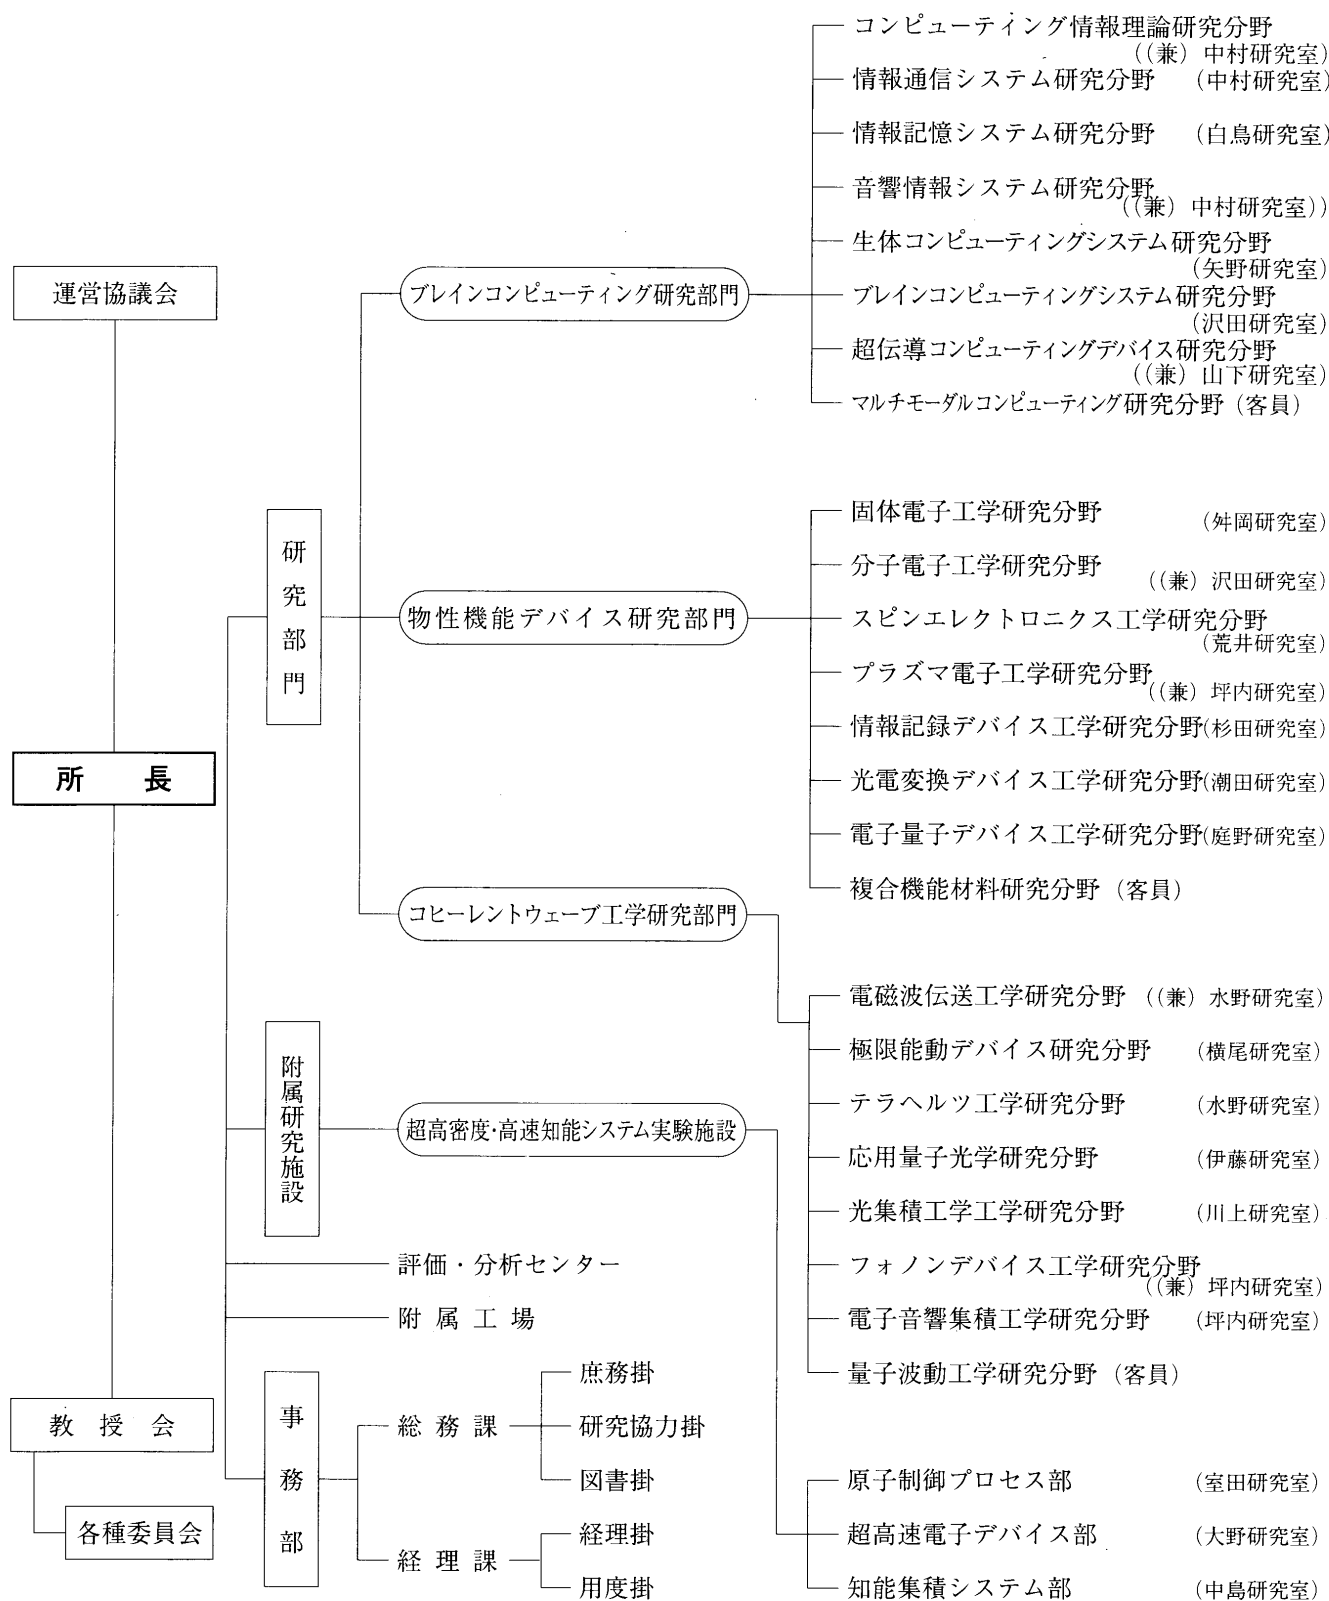 運営協議会
所長
教授会
各種委員会
研究部門
ブレインコンピューティング研究部門
コンピューティング情報理論研究分野
((兼)中村研究室)
情報通信システム研究分野 (中村研究室)
情報記憶システム研究分野 (白鳥研究室)
音響情報システム研究分野
((兼)中村研究室))
生体コンピューティングシステム研究分野
(矢野研究室)
ブレインコンピューティングシステム研究分野
(沢田研究室)
超伝導コンピューティングデバイス研究分野
((兼)山下研究室)
マルチモーダルコンピューティング研究分野(客員)
物性機能デバイス研究部門
固体電子工学研究分野 (舛岡研究室)
分子電子工学研究分野
((兼)沢田研究室)
スピンエレクトロニクス工学研究分野
(荒井研究室)
プラズマ電子工学研究分野
((兼)坪内研究室)
情報記録デバイス工学研究分野(杉田研究室)
光電変換デバイス工学研究分野(潮田研究室)
電子量子デバイス工学研究分野(庭野研究室)
複合機能材料研究分野(客員)
コヒーレントウェーブ工学研究部門
電磁波伝送工学研究分野 ((兼)水野研究室)
極限能動デバイス研究分野 (横尾研究室)
テラヘルツ工学研究分野 (水野研究室)
応用量子光学研究分野 (伊藤研究室)
光集積工学工学研究分野 (川上研究室)
フォノンデバイス工学研究分野
((兼)坪内研究室)
電子音響集積工学研究分野 (坪内研究室)
量子波動工学研究分野(客員)
附属研究施設
超高密度・高速知能システム実験施設
原子制御プロセス部 (室田研究室)
超高速電子デバイス部 (大野研究室)
知能集積システム部 (中島研究室)
評価・分析センター
附属工場
事務部
総務課
庶務掛
研究協力掛
図書掛
経理課
経理掛
用度掛